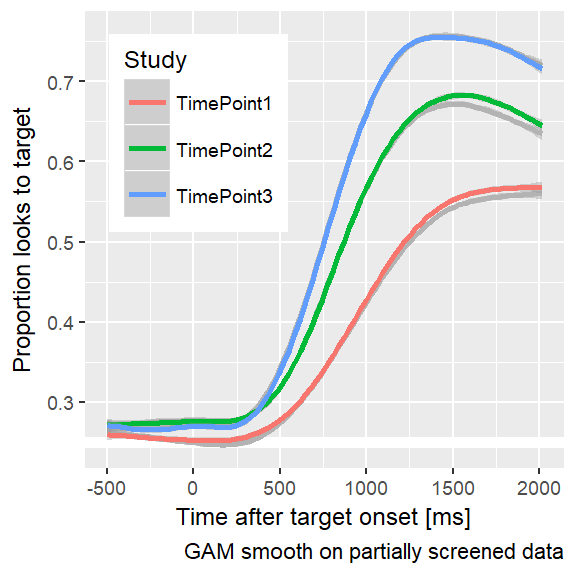 Study
TimePoint1
TimePoint2
TimePoint3
Proportion looks to target
0.7
0.6
0.5
0.4
0.3
-500
0
500
1000
1500
2000
Time after target onset [ms]
GAM smooth on partially screened data